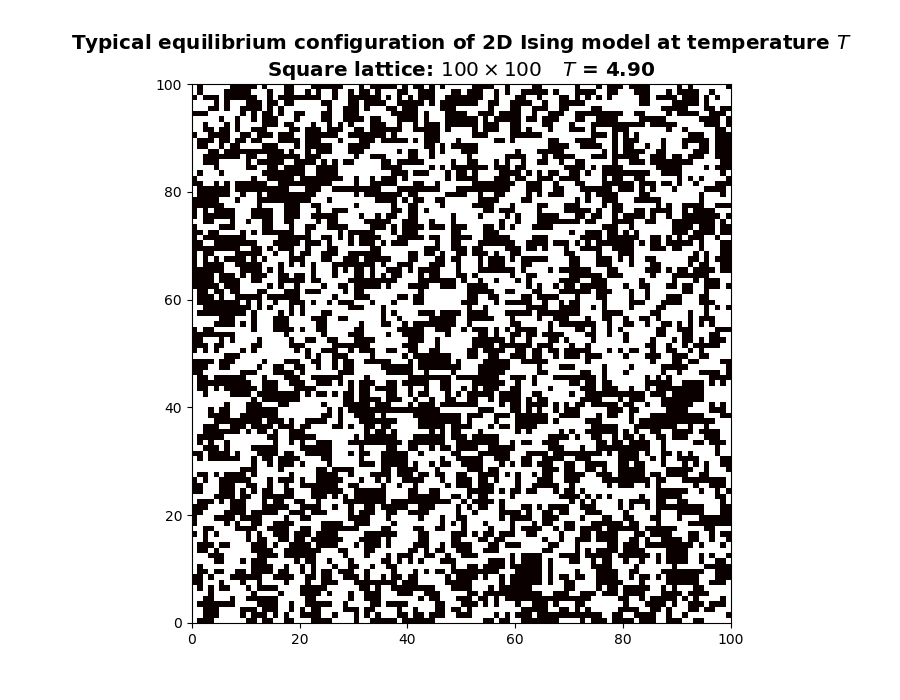 Typical equilibrium configuration of 2D Ising model at temperature T
Square lattice: 100 × 100 T = 4.90
100
80
60
40
20
0
0 20 40 60 80 100